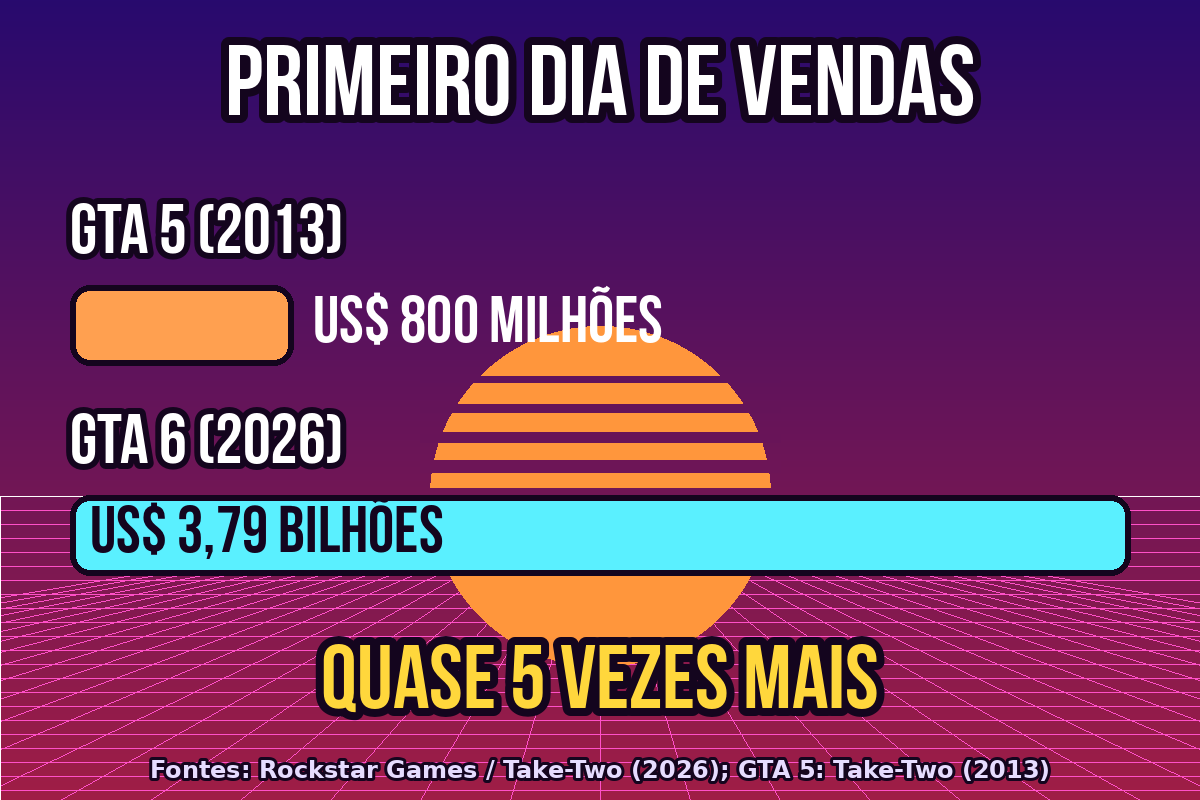 PRIMEIRO DIA DE VENDAS
GTA 5 (2013)
US$ 800 MILHÕES
GTA 6 (2026)
US$ 3,79 BILHÕES
QUASE 5 VEZES MAIS
Fontes: Rockstar Games / Take-Two (2026); GTA 5: Take-Two (2013)